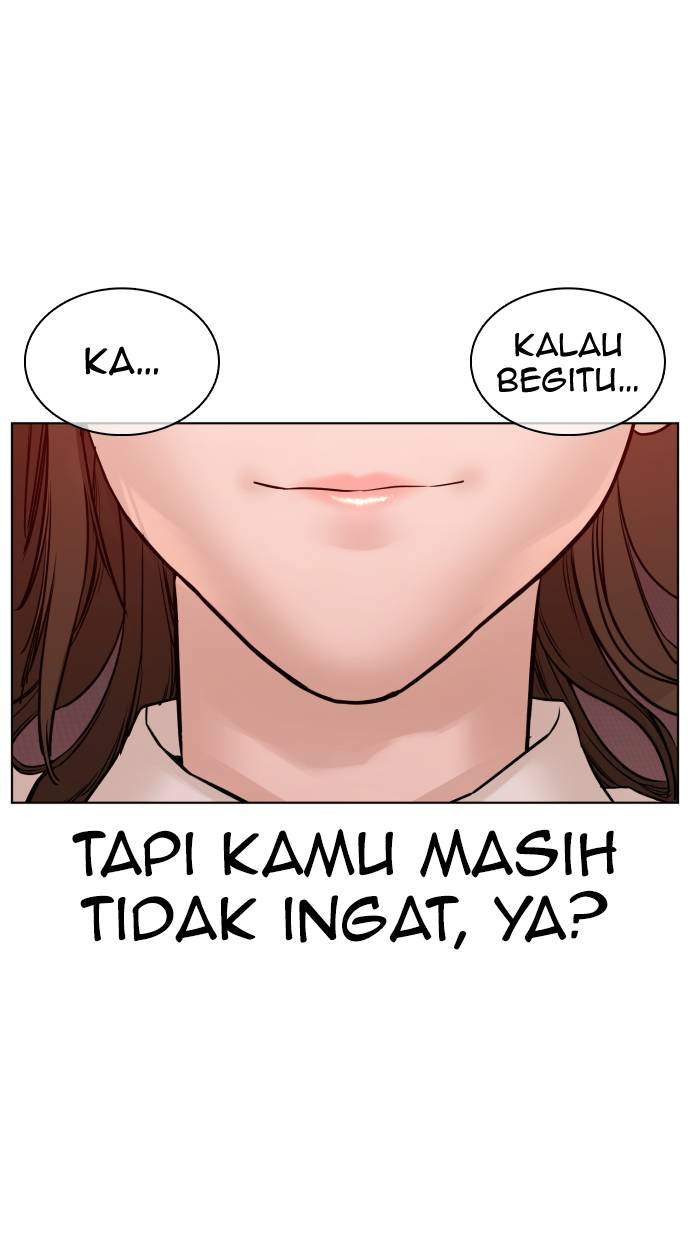 KA...
KALAU
BEGITU...
TAPI KAMU MASIH
TIDAK INGAT, YA?